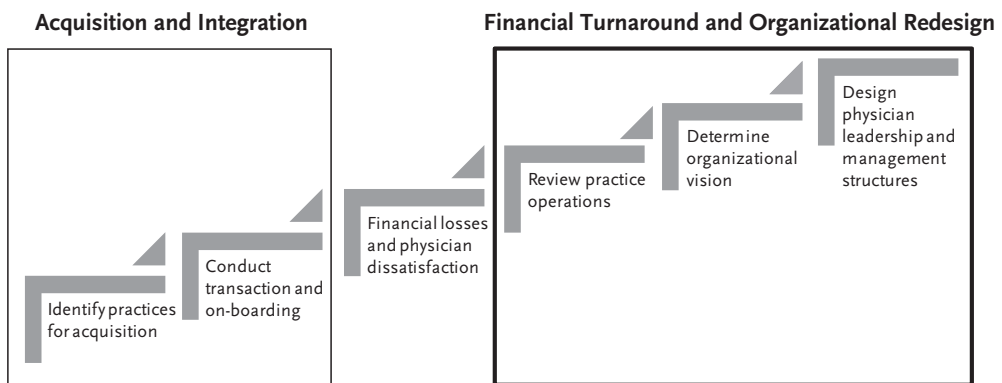 Acquisition and Integration
Financial Turnaround and Organizational Redesign
Identify practices
for acquisition
Conduct
transaction and
on-boarding
Financial losses
and physician
dissatisfaction
Review practice
operations
Determine
organizational
vision
Design
physician
leadership and
management
structures